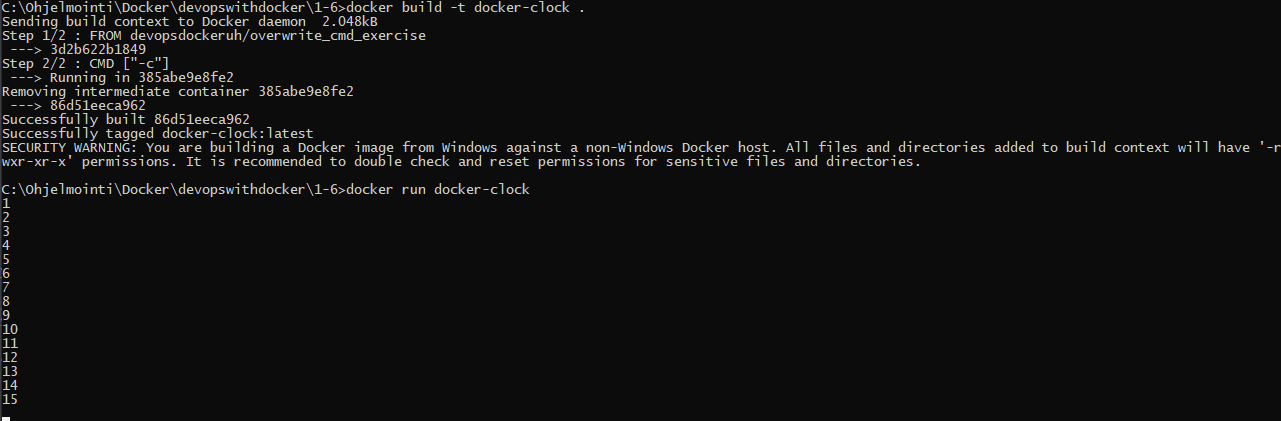 C:\Ohjelmointi\Docker\devopswithdocker\1-6>docker build -t docker-clock .
Sending build context to Docker daemon  2.048kB
Step 1/2 : FROM devopsdockeruh/overwrite_cmd_exercise
 ---> 3d2b622b1849
Step 2/2 : CMD ["-c"]
 ---> Running in 385abe9e8fe2
Removing intermediate container 385abe9e8fe2
 ---> 86d51eeca962
Successfully built 86d51eeca962
Successfully tagged docker-clock:latest
SECURITY WARNING: You are building a Docker image from Windows against a non-Windows Docker host. All files and directories added to build context will have '-r
wxr-xr-x' permissions. It is recommended to double check and reset permissions for sensitive files and directories.
C:\Ohjelmointi\Docker\devopswithdocker\1-6>docker run docker-clock
1
2
3
4
5
6
7
8
9
10
11
12
13
14
15